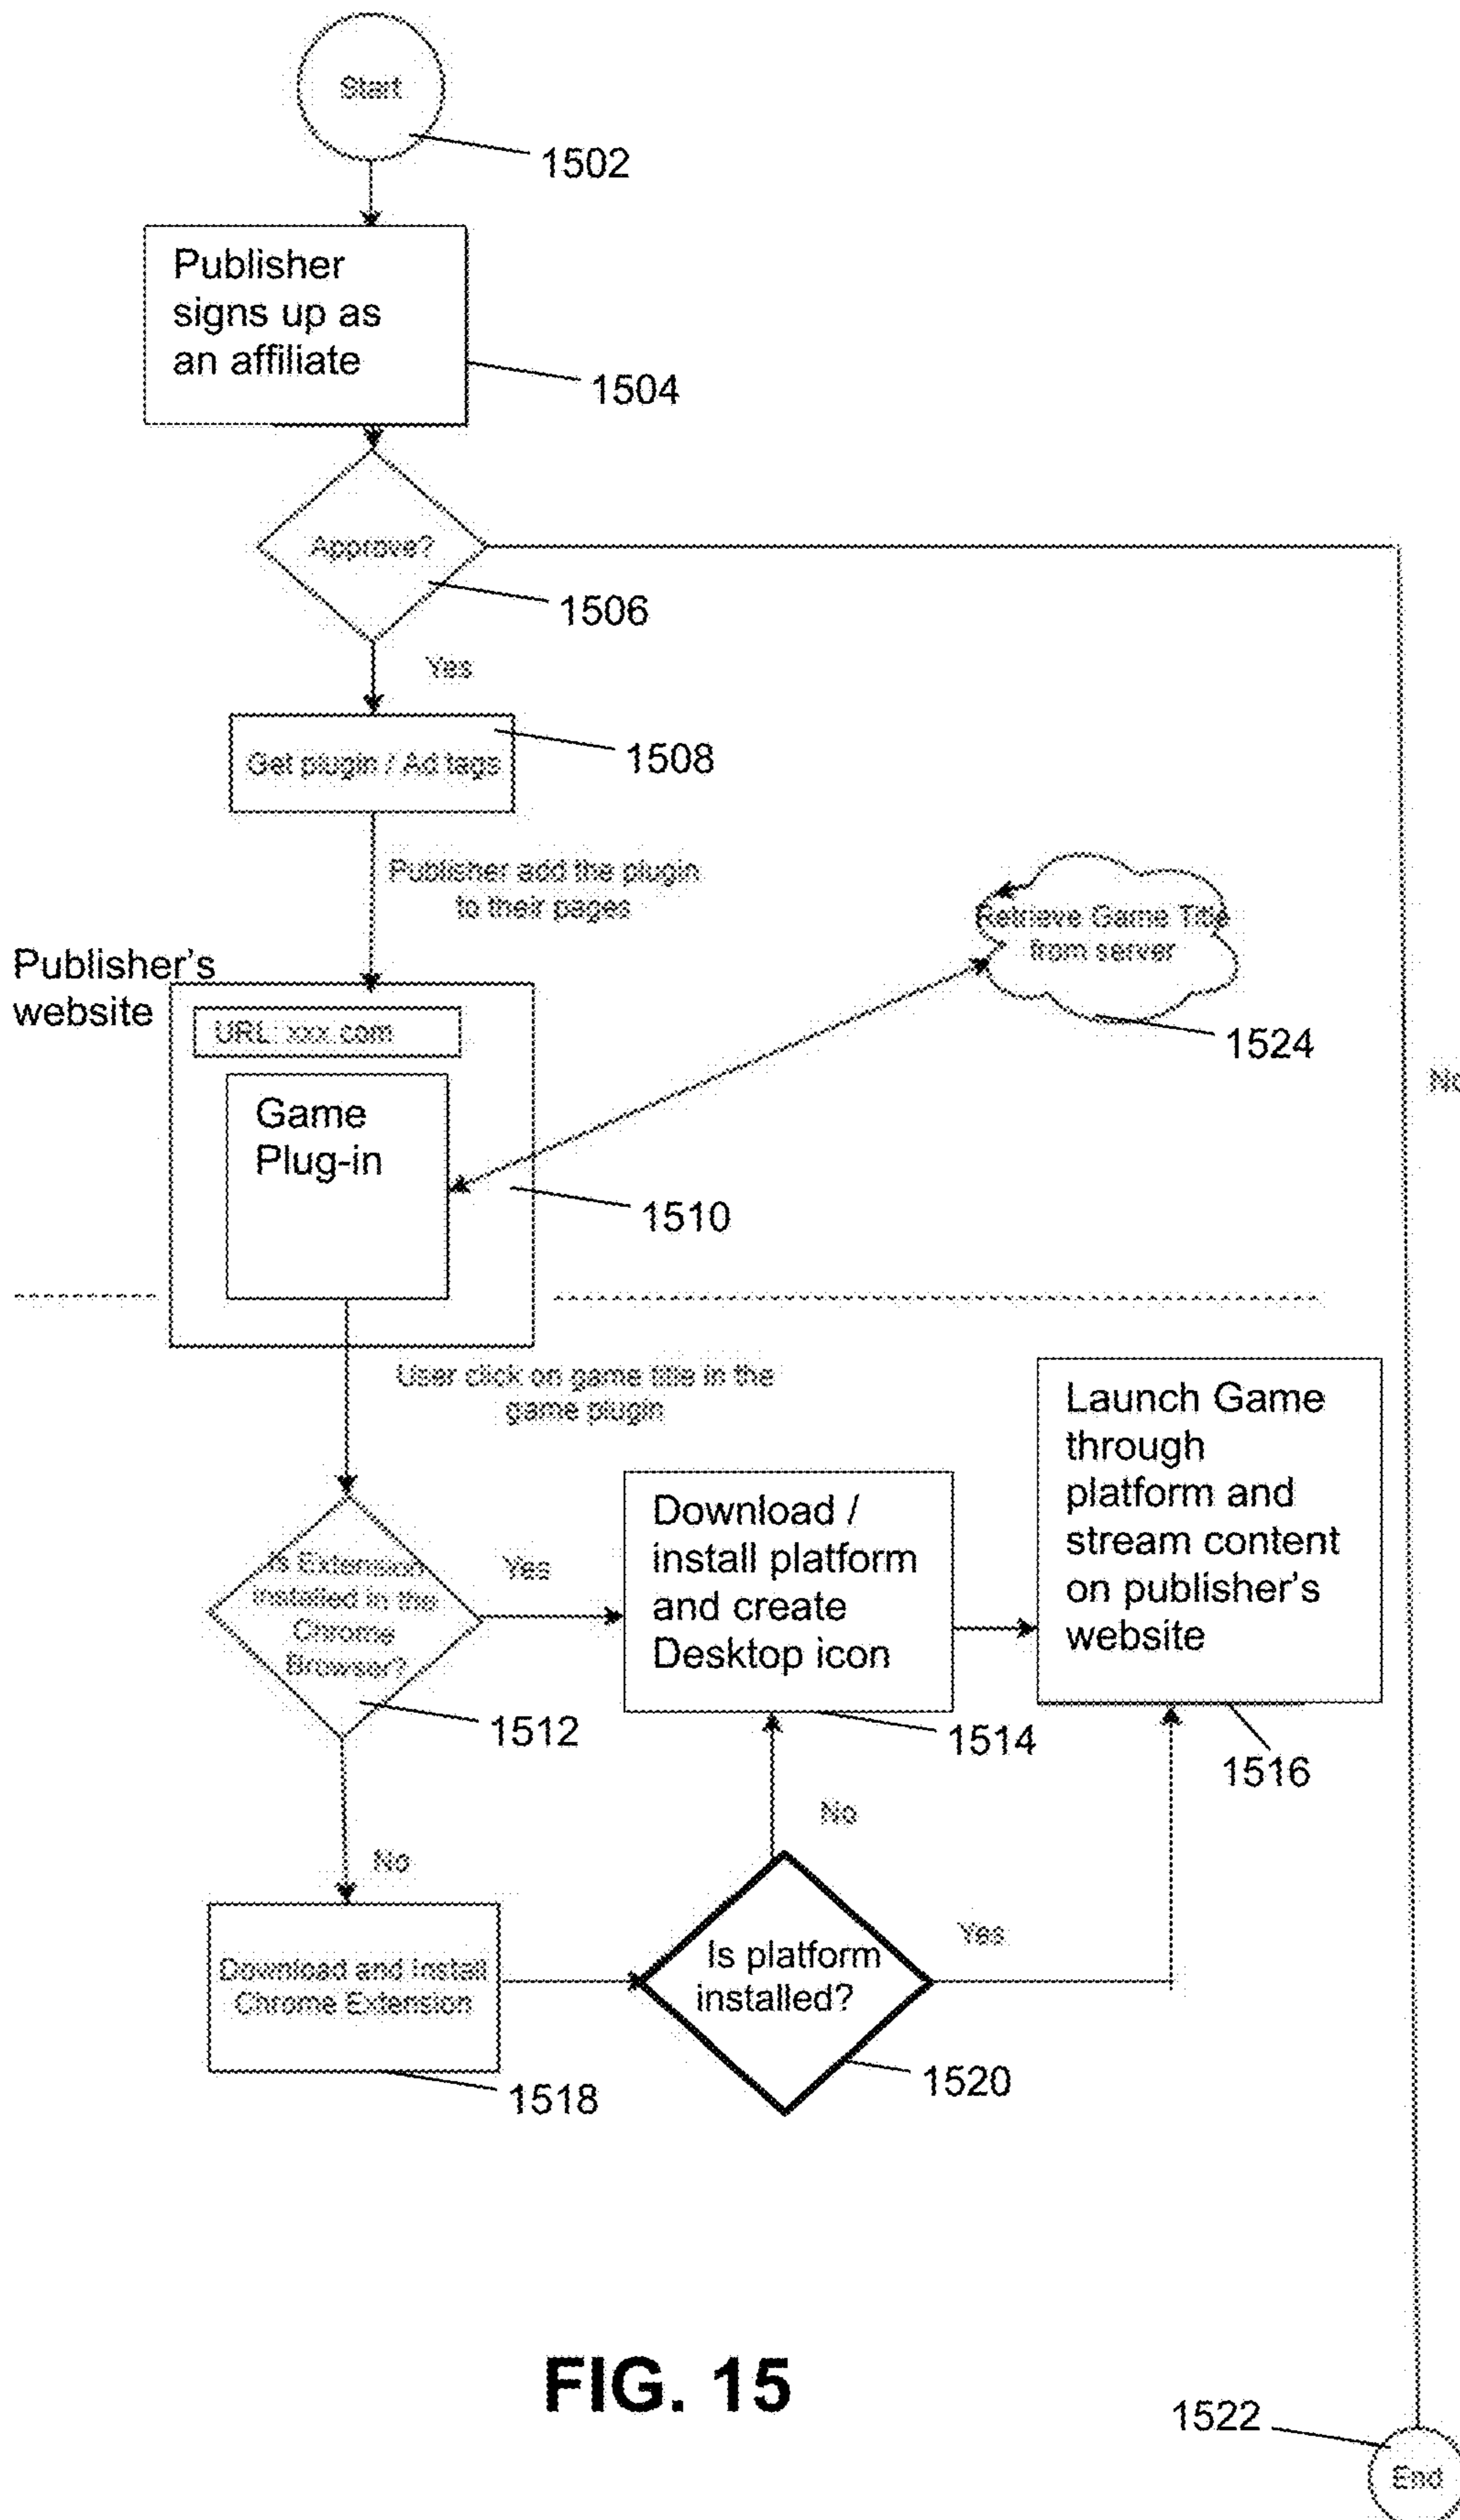 Start
1502
Publisher
signs up as
an affiliate
1504
Approve?
1506
Yes
Get plugin / Ad tags
1508
Publisher add the plugin
to their pages
Retrieve Game Title
from server
1524
Publisher's
website
URL: xxx.com
Game
Plug-in
1510
No
User click on game title in the
game plugin
Is Extension
installed in the
Chrome
Browser?
1512
Yes
Download /
install platform
and create
Desktop icon
1514
Launch Game
through
platform and
stream content
on publisher's
website
1516
No
No
Download and Install
Chrome Extension
1518
Is platform
installed?
1520
Yes
FIG. 15
1522
End